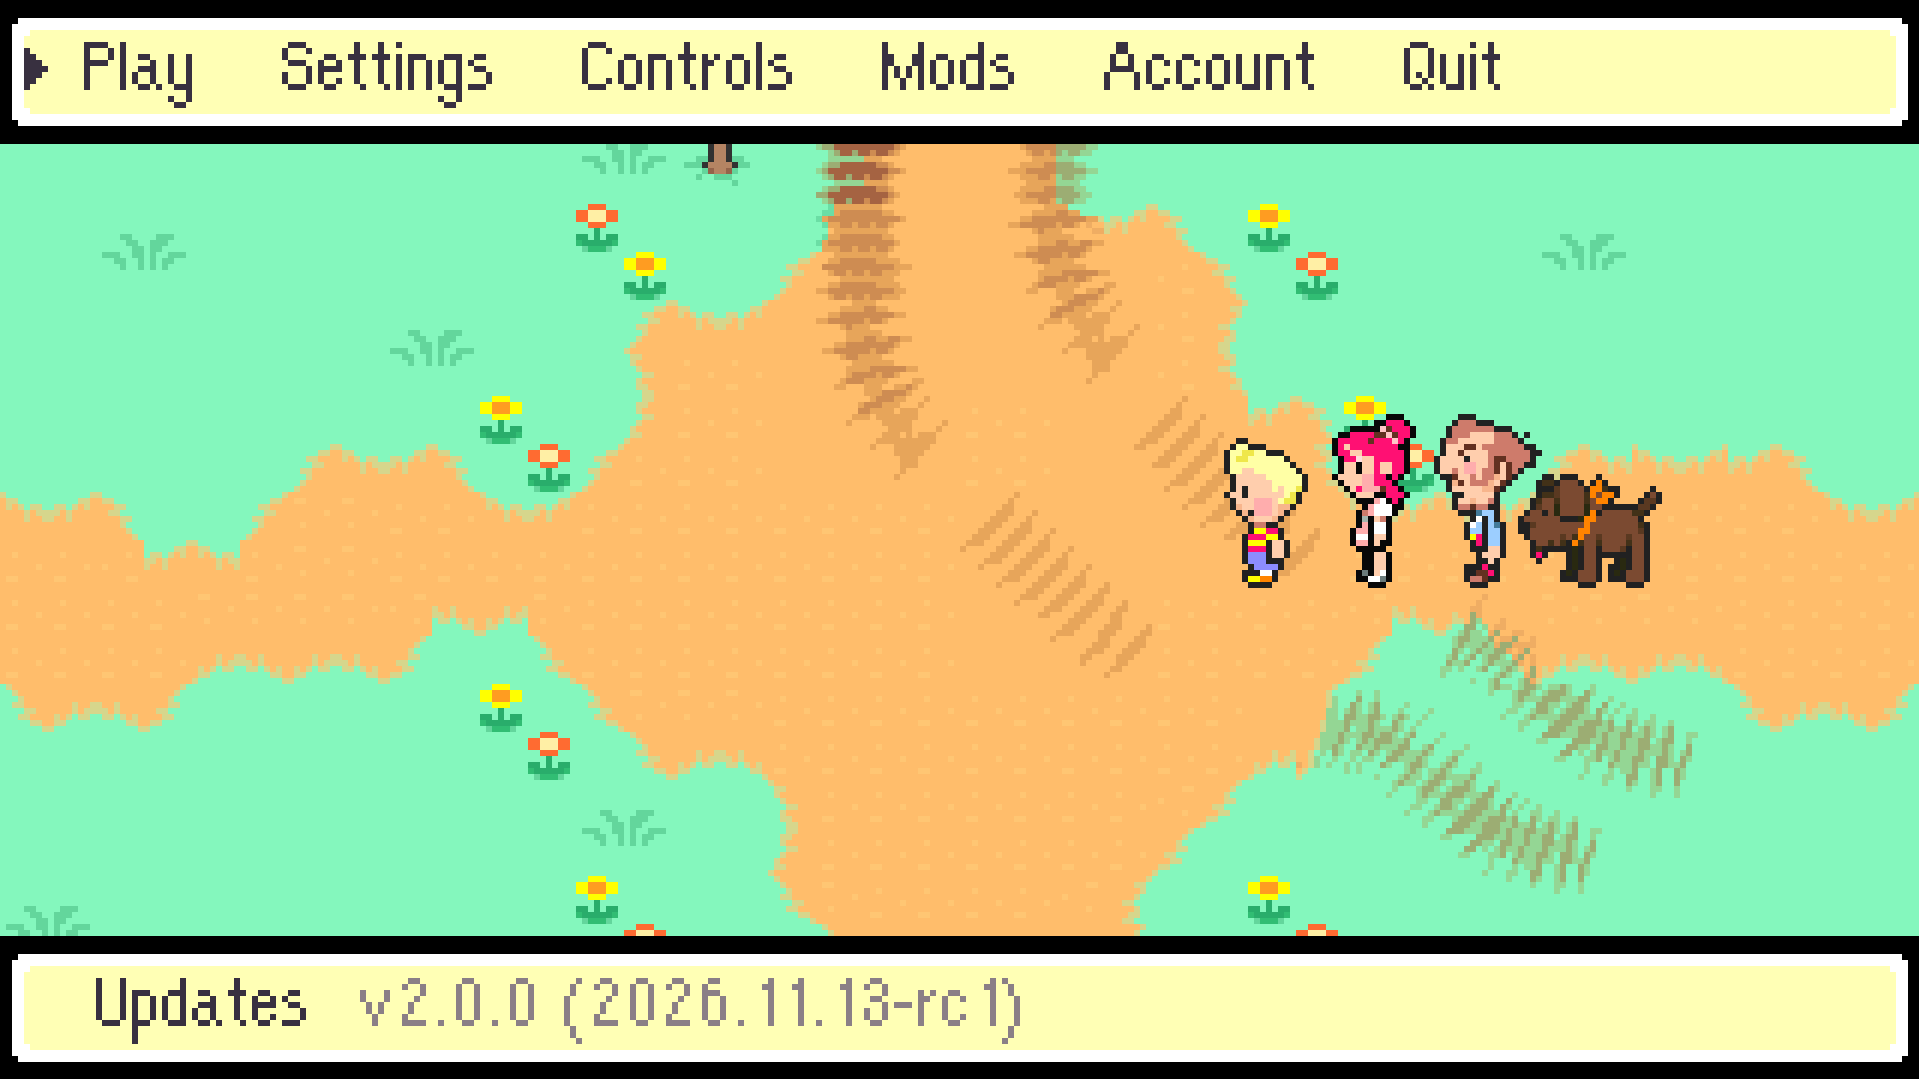 Play Settings Controls Mods Account Quit
Updates v2.0.0 (2026.11.13-rc1)